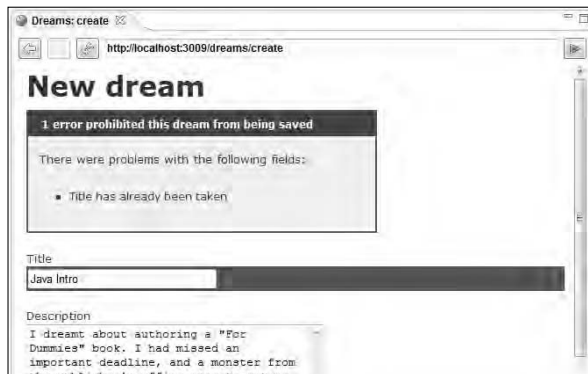 Dreams: create
http://localhost:3009/dreams/create
New dream
1 error prohibited this dream from being saved
There were problems with the following fields:
Title has already been taken
Title
Java Intro
Description
I dreamt about authoring a "For
Dummies" book. I had missed an
important deadline, and a monster from